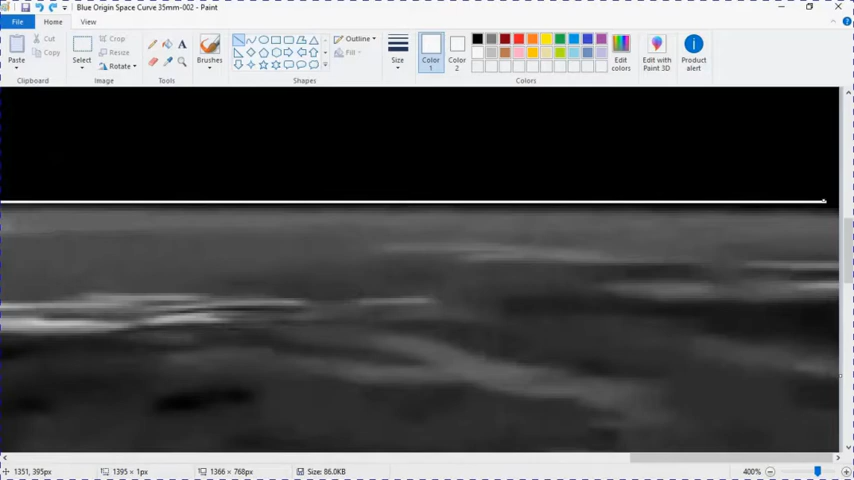 Blue Origin Space Curve 35mm-002 - Paint
File Home View
Paste
Cut
Copy
Clipboard
Select
Crop
Resize
Rotate
Image
A
Tools
Brushes
Outline
Fill
Shapes
Size
Color
1
Color
2
Edit
colors
Colors
Edit with
Paint 3D
Product
alert
1351, 395px
1395 × 1px
1366 × 768px
Size: 86.0KB
400%